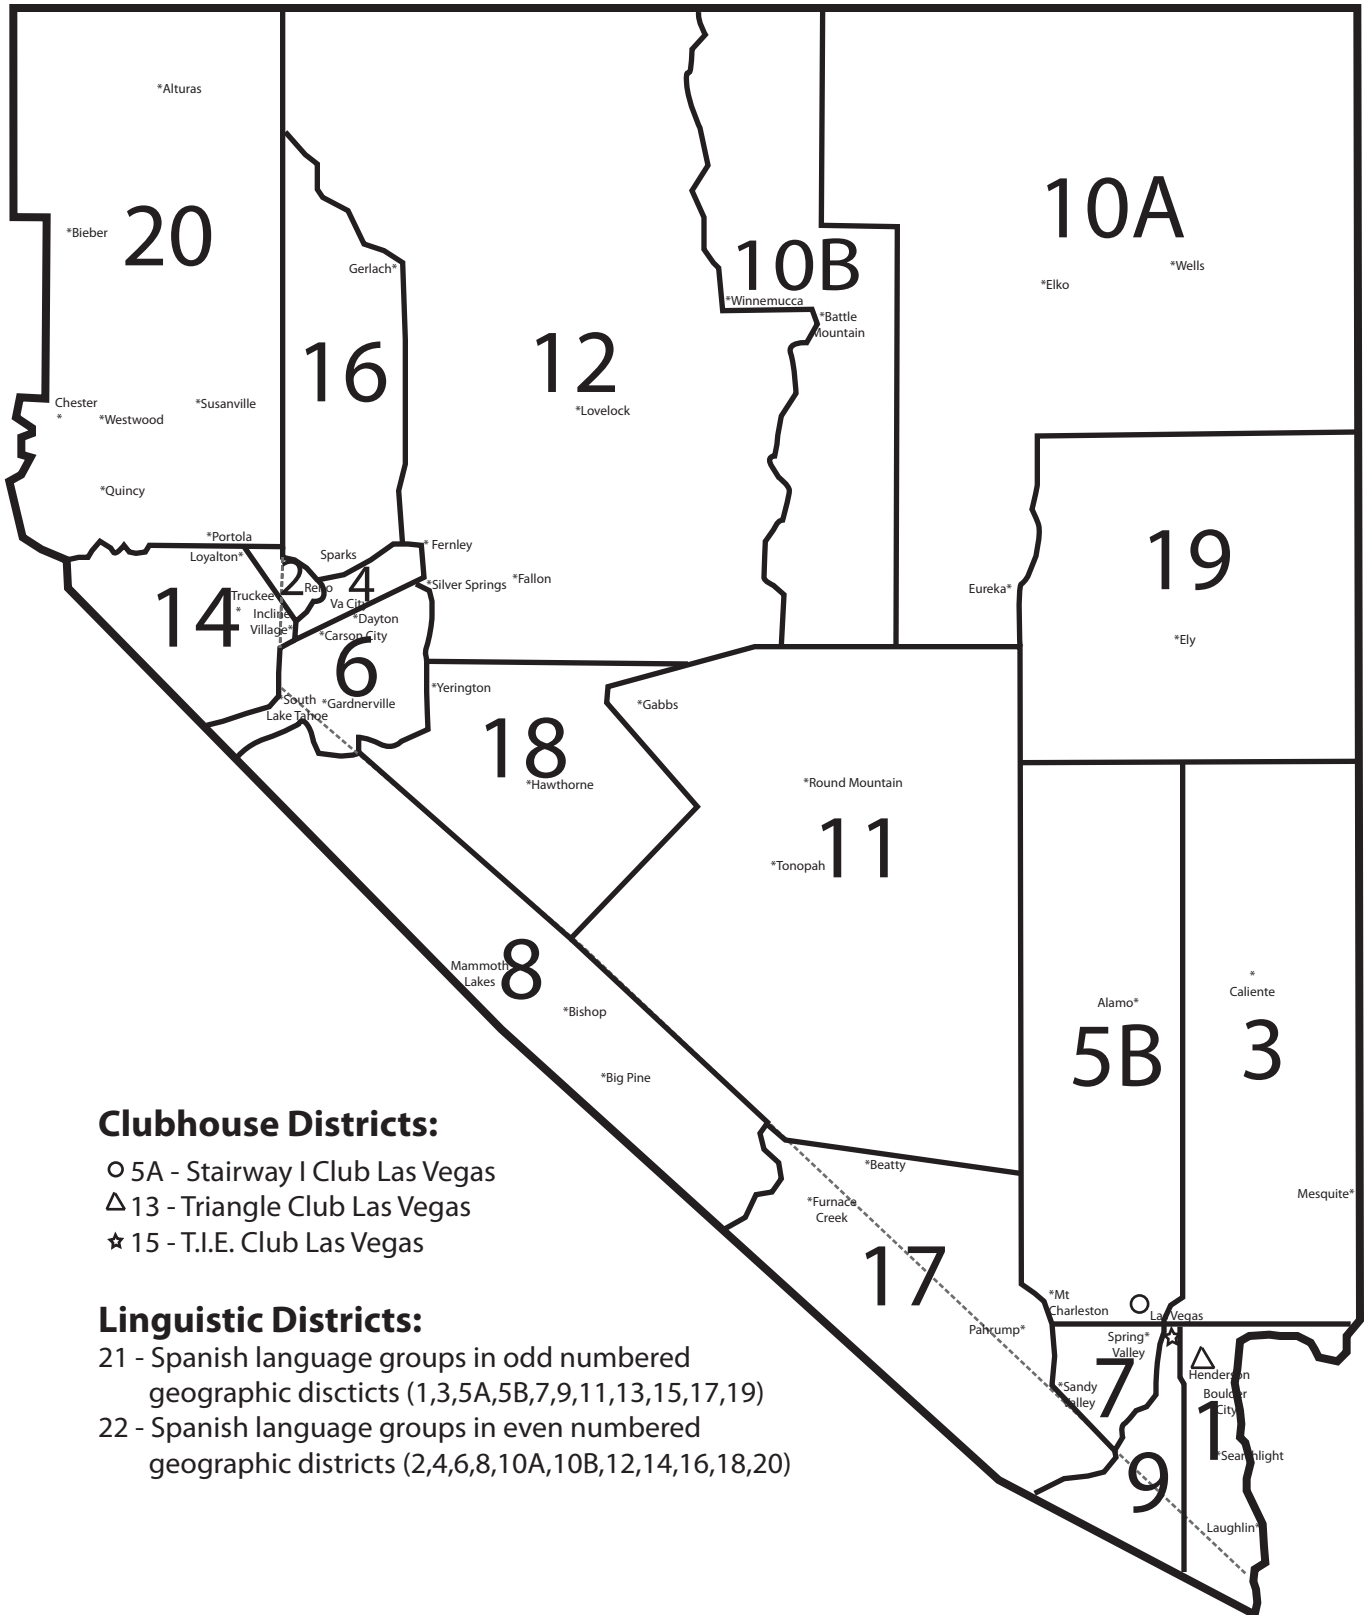 *Alturas
10A
20
*Bieber
10B
*Wells
Gerlach*
*Elko
*Winnemucca
*Battle
Mountain
16
12
Chester
*
*Westwood
*Susanville
*Lovelock
*Quincy
19
*Portola
Loyalton*
Sparks
* Fernley
2
4
Reno
*Silver Springs
*Fallon
Eureka*
14
Truckee
*
Va City
Incline
Village*
*Dayton
*Carson City
*Ely
6
*Yerington
*South
Lake Tahoe
*Gardnerville
*Gabbs
18
*Hawthorne
*Round Mountain
11
*Tonopah
8
Mammoth
Lakes
*
Caliente
Alamo*
*Bishop
5B
3
*Big Pine
Clubhouse Districts:
5A - Stairway I Club Las Vegas
13 - Triangle Club Las Vegas
15 - T.I.E. Club Las Vegas
*Beatty
*Furnace
Creek
Mesquite*
17
*Mt
Charleston
Las Vegas
Pahrump*
Spring*
Valley
7
Henderson
*Sandy
Valley
Boulder
City
1
*Searchlight
9
Laughlin*
Linguistic Districts:
21 - Spanish language groups in odd numbered
geographic discticts (1,3,5A,5B,7,9,11,13,15,17,19)
22 - Spanish language groups in even numbered
geographic districts (2,4,6,8,10A,10B,12,14,16,18,20)